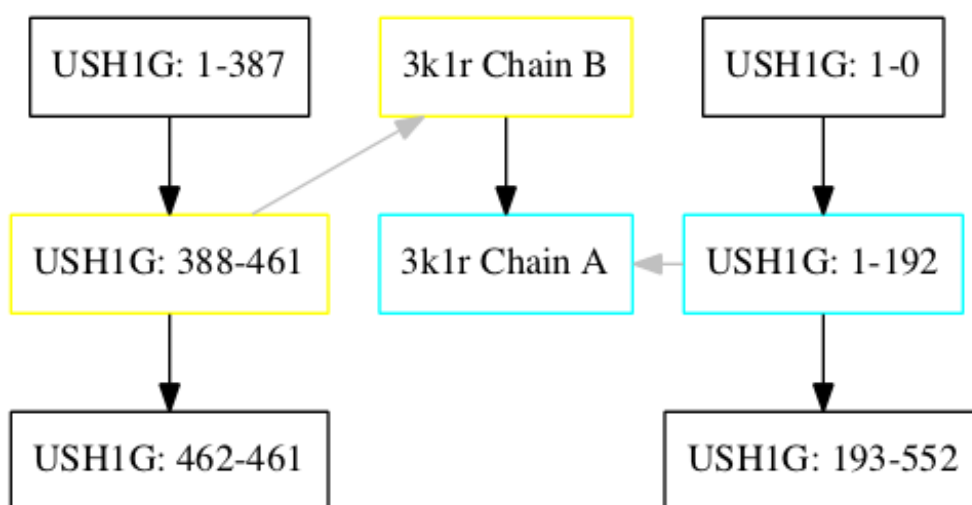 USH1G: 1-387
3k1r Chain B
USH1G: 1-0
USH1G: 388-461
3k1r Chain A
USH1G: 1-192
USH1G: 462-461
USH1G: 193-552